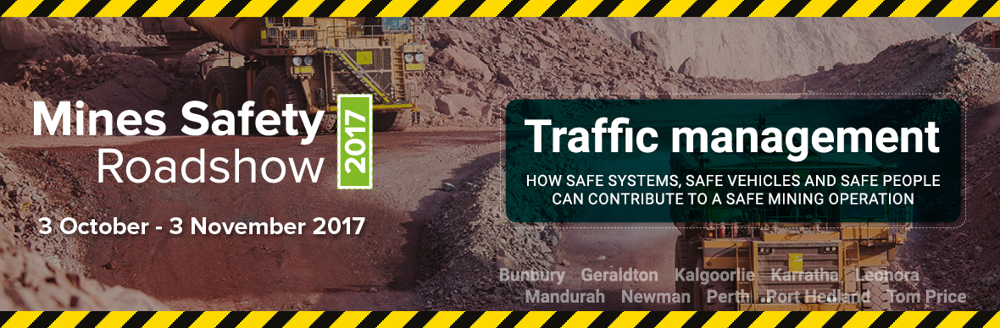 Mines Safety
Roadshow
2017
3 October - 3 November 2017
Traffic management
HOW SAFE SYSTEMS, SAFE VEHICLES AND SAFE PEOPLE
CAN CONTRIBUTE TO A SAFE MINING OPERATION
Bunbury Geraldton Kalgoorlie Karratha Leonora
Mandurah Newman Perth Port Hedland Tom Price